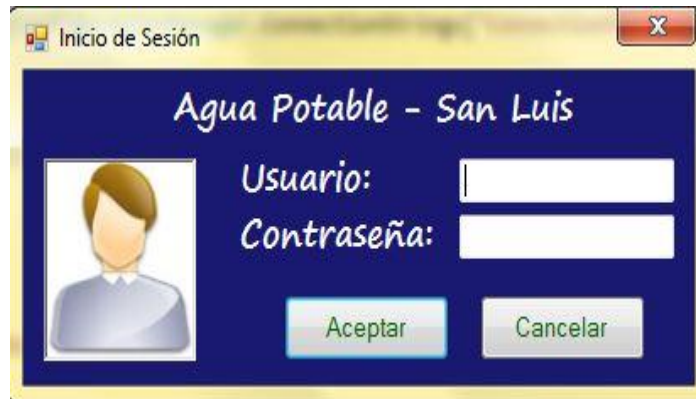 Inicio de Sesión
Agua Potable - San Luis
Usuario:
Contraseña:
Aceptar Cancelar